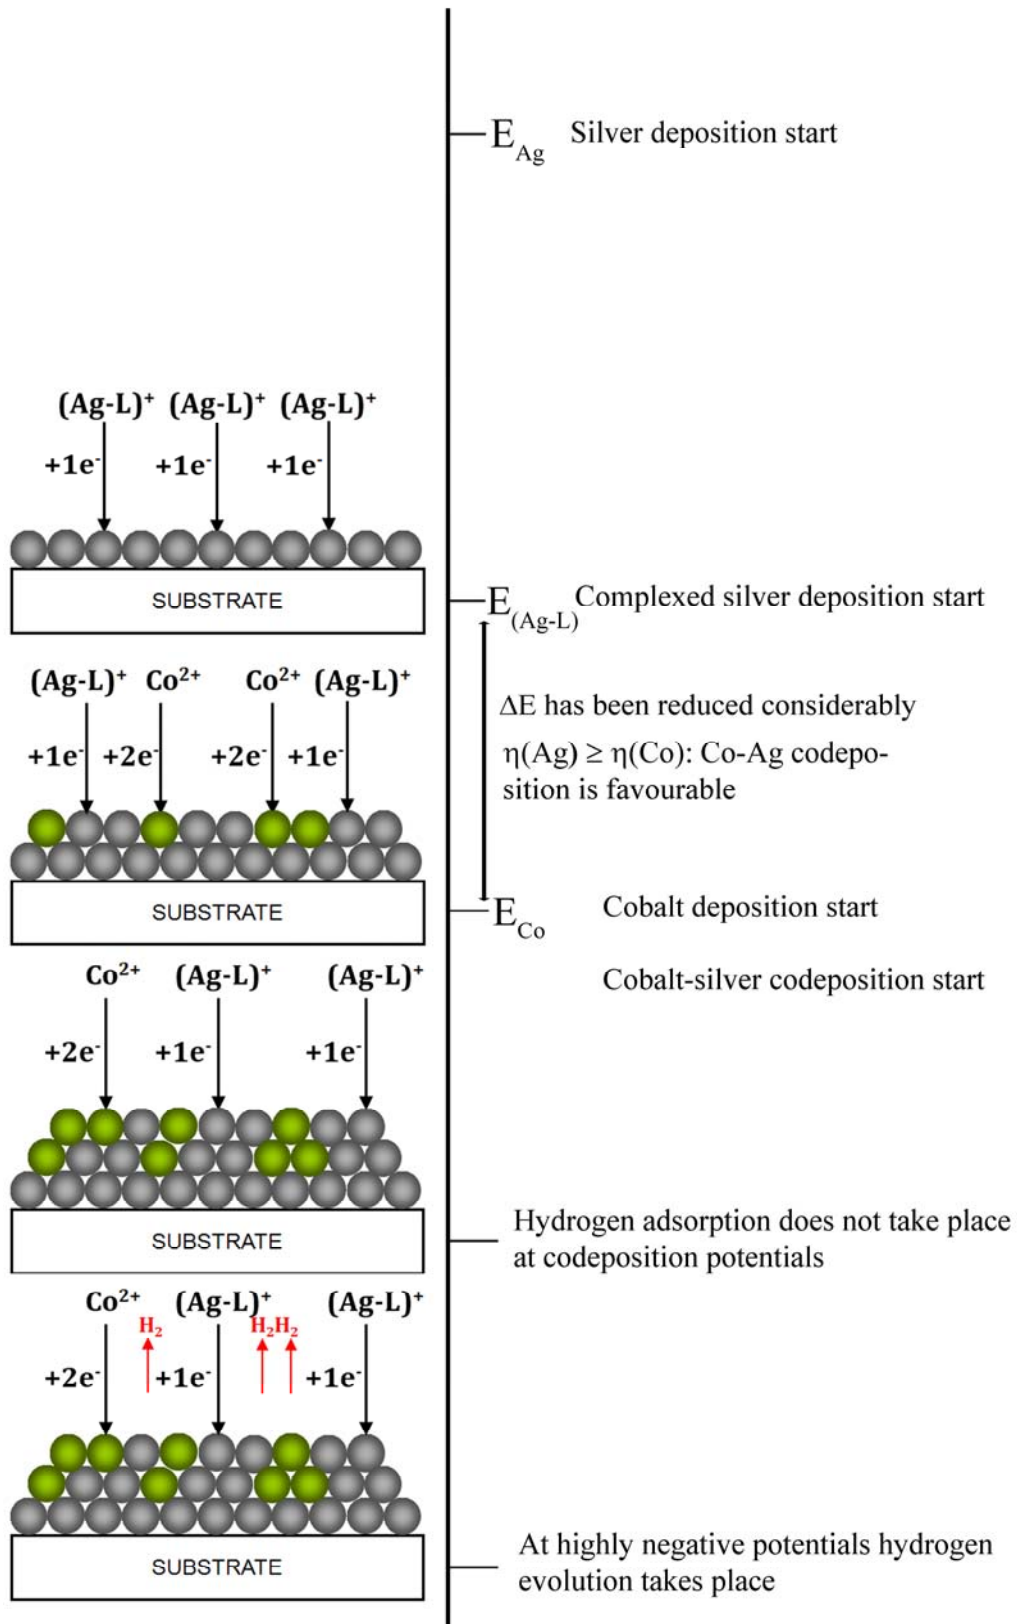 E_Ag Silver deposition start
(Ag-L)⁺ (Ag-L)⁺ (Ag-L)⁺
+1e⁻ +1e⁻ +1e⁻
SUBSTRATE
E_(Ag-L) Complexed silver deposition start
(Ag-L)⁺ Co²⁺ Co²⁺ (Ag-L)⁺
+1e⁻ +2e⁻ +2e⁻ +1e⁻
ΔE has been reduced considerably
η(Ag) ≥ η(Co): Co-Ag codepo-
sition is favourable
SUBSTRATE
E_Co Cobalt deposition start
Cobalt-silver codeposition start
Co²⁺ (Ag-L)⁺ (Ag-L)⁺
+2e⁻ +1e⁻ +1e⁻
SUBSTRATE
Hydrogen adsorption does not take place
at codeposition potentials
Co²⁺ (Ag-L)⁺ (Ag-L)⁺
H₂ H₂H₂
+2e⁻ +1e⁻ +1e⁻
SUBSTRATE
At highly negative potentials hydrogen
evolution takes place